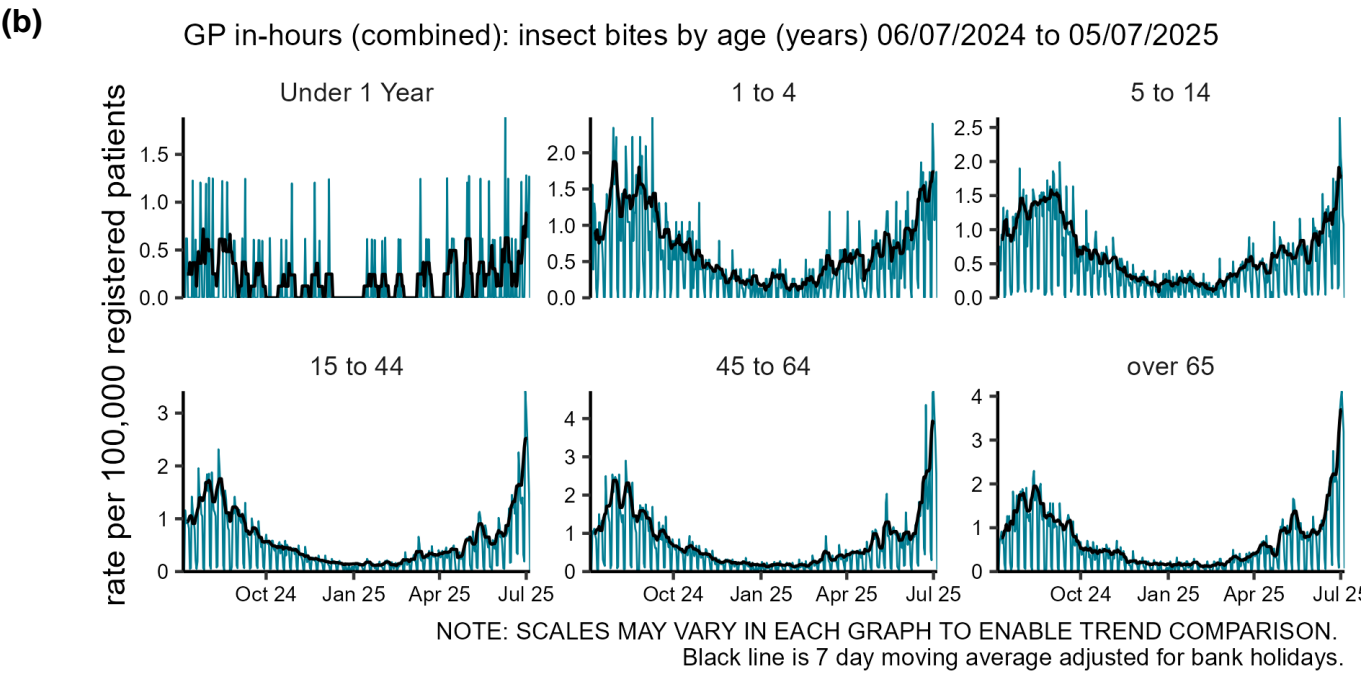 (b)
GP in-hours (combined): insect bites by age (years) 06/07/2024 to 05/07/2025
rate per 100,000 registered patients
Under 1 Year
1.5
1.0
0.5
0.0
1 to 4
2.0
1.5
1.0
0.5
0.0
5 to 14
2.5
2.0
1.5
1.0
0.5
0.0
15 to 44
3
2
1
0
Oct 24 Jan 25 Apr 25 Jul 25
45 to 64
4
3
2
1
0
Oct 24 Jan 25 Apr 25 Jul 25
over 65
4
3
2
1
0
Oct 24 Jan 25 Apr 25 Jul 25
NOTE: SCALES MAY VARY IN EACH GRAPH TO ENABLE TREND COMPARISON.
Black line is 7 day moving average adjusted for bank holidays.